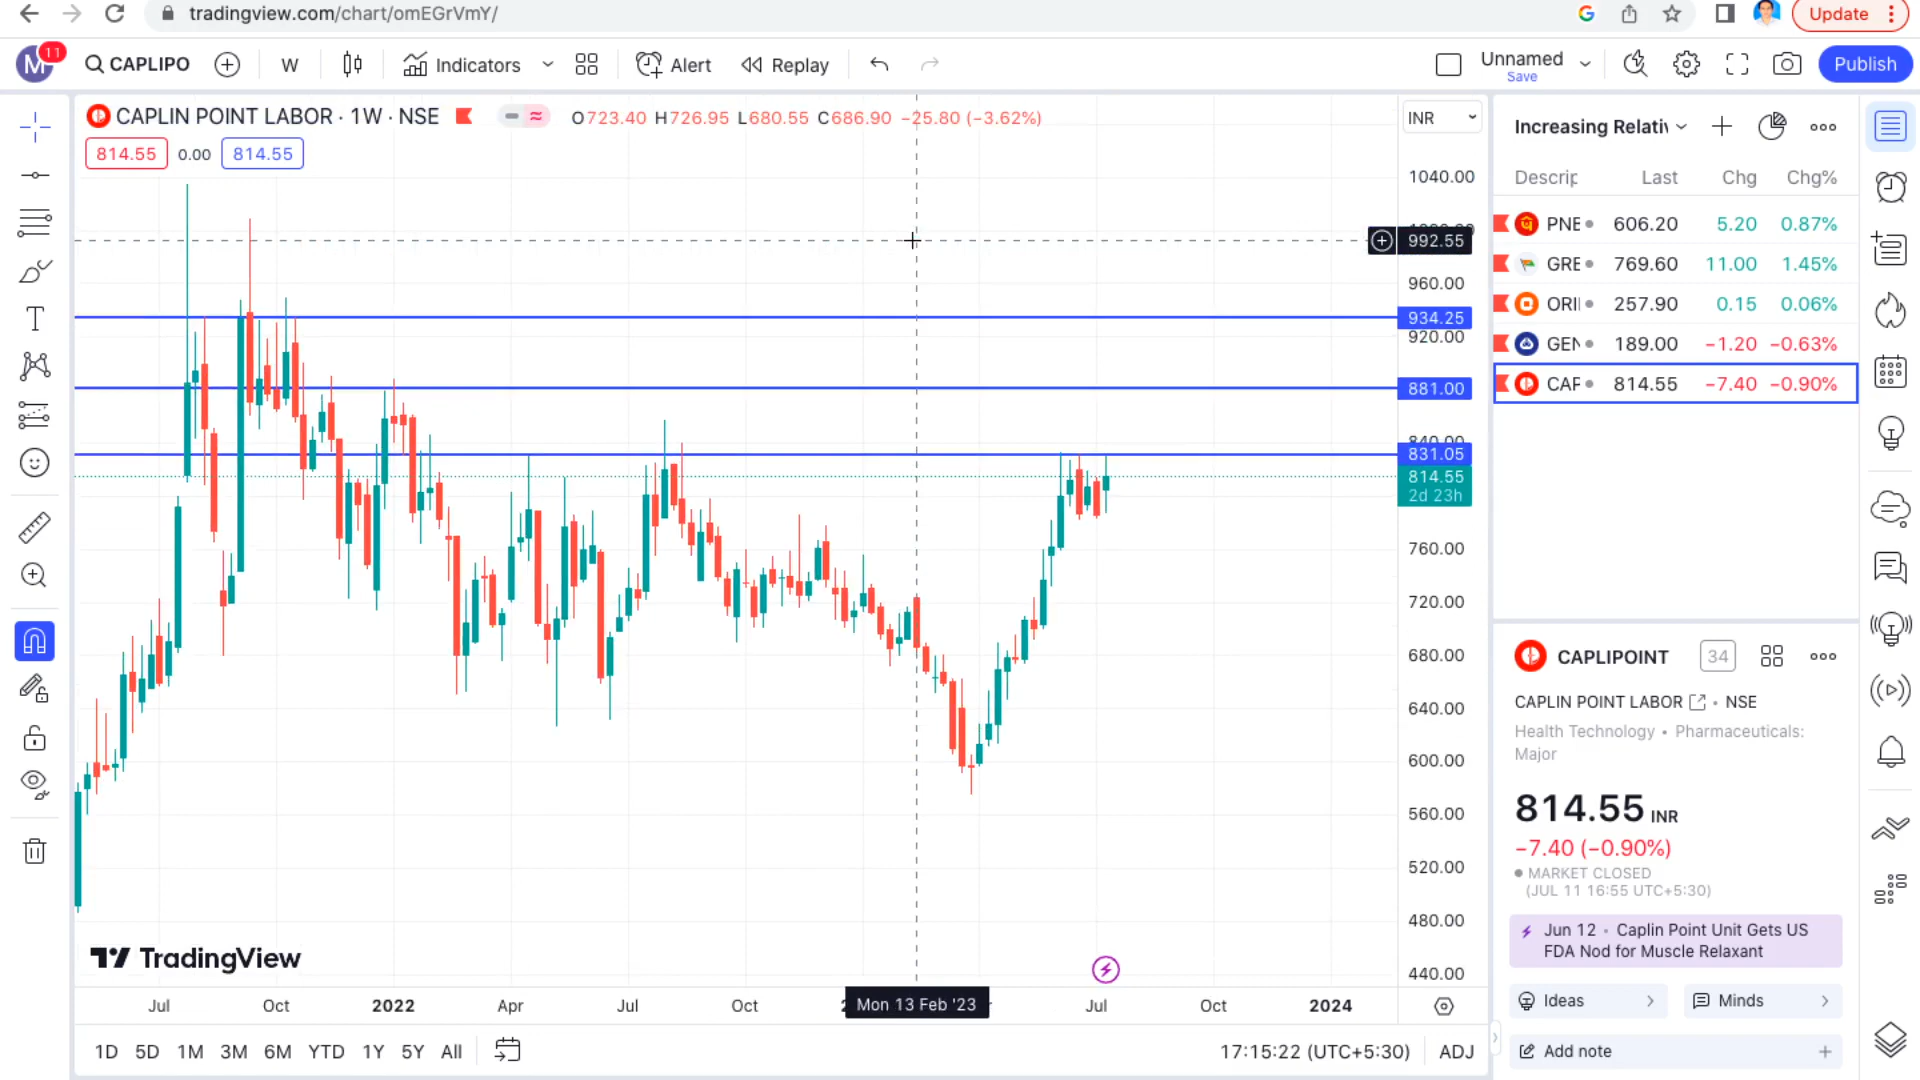 tradingview.com/chart/omEGrVmY/
Update
M
11
CAPLIPO
W
Indicators
Alert
Replay
Unnamed
Save
Publish
CAPLIN POINT LABOR · 1W · NSE
O723.40 H726.95 L680.55 C686.90 −25.80 (−3.62%)
814.55 0.00 814.55
INR
1040.00
992.55
960.00
934.25
920.00
881.00
840.00
831.05
814.55
2d 23h
760.00
720.00
680.00
640.00
600.00
560.00
520.00
480.00
440.00
TradingView
Jul
Oct
2022
Apr
Jul
Oct
Mon 13 Feb '23
Jul
Oct
2024
1D 5D 1M 3M 6M YTD 1Y 5Y All
17:15:22 (UTC+5:30)
ADJ
Increasing Relativ
Descrip Last Chg Chg%
PNB 606.20 5.20 0.87%
GRE 769.60 11.00 1.45%
ORI 257.90 0.15 0.06%
GEN 189.00 −1.20 −0.63%
CAP 814.55 −7.40 −0.90%
CAPLIPOINT
34
CAPLIN POINT LABOR • NSE
Health Technology • Pharmaceuticals:
Major
814.55 INR
−7.40 (−0.90%)
MARKET CLOSED
(JUL 11 16:55 UTC+5:30)
Jun 12 • Caplin Point Unit Gets US
FDA Nod for Muscle Relaxant
Ideas
Minds
Add note